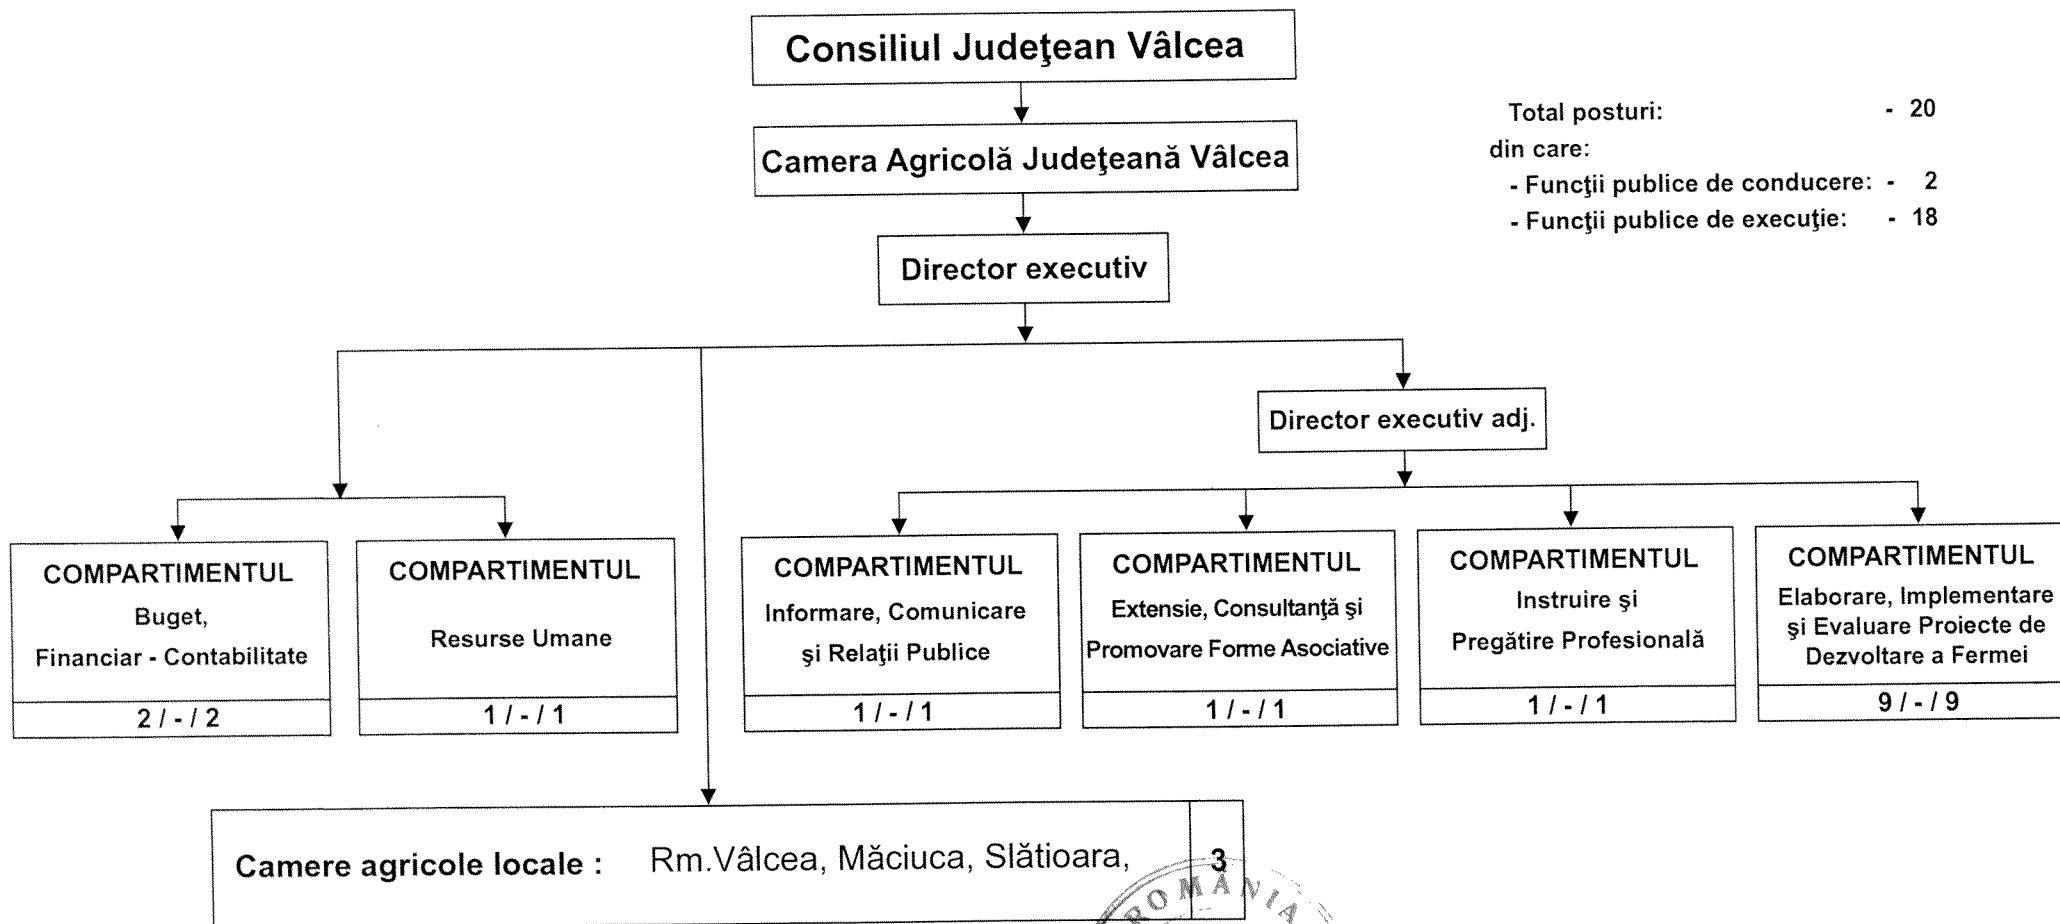 Consiliul Judeţean Vâlcea
Camera Agricolă Judeţeană Vâlcea
Director executiv
Total posturi: - 20
din care:
- Funcţii publice de conducere: - 2
- Funcţii publice de execuţie: - 18
Director executiv adj.
COMPARTIMENTUL
Buget,
Financiar - Contabilitate
2 / - / 2
COMPARTIMENTUL
Resurse Umane
1 / - / 1
COMPARTIMENTUL
Informare, Comunicare
şi Relaţii Publice
1 / - / 1
COMPARTIMENTUL
Extensie, Consultanţă şi
Promovare Forme Asociative
1 / - / 1
COMPARTIMENTUL
Instruire şi
Pregătire Profesională
1 / - / 1
COMPARTIMENTUL
Elaborare, Implementare
şi Evaluare Proiecte de
Dezvoltare a Fermei
9 / - / 9
Camere agricole locale : Rm.Vâlcea, Măciuca, Slătioara, 3
ROMÂNIA